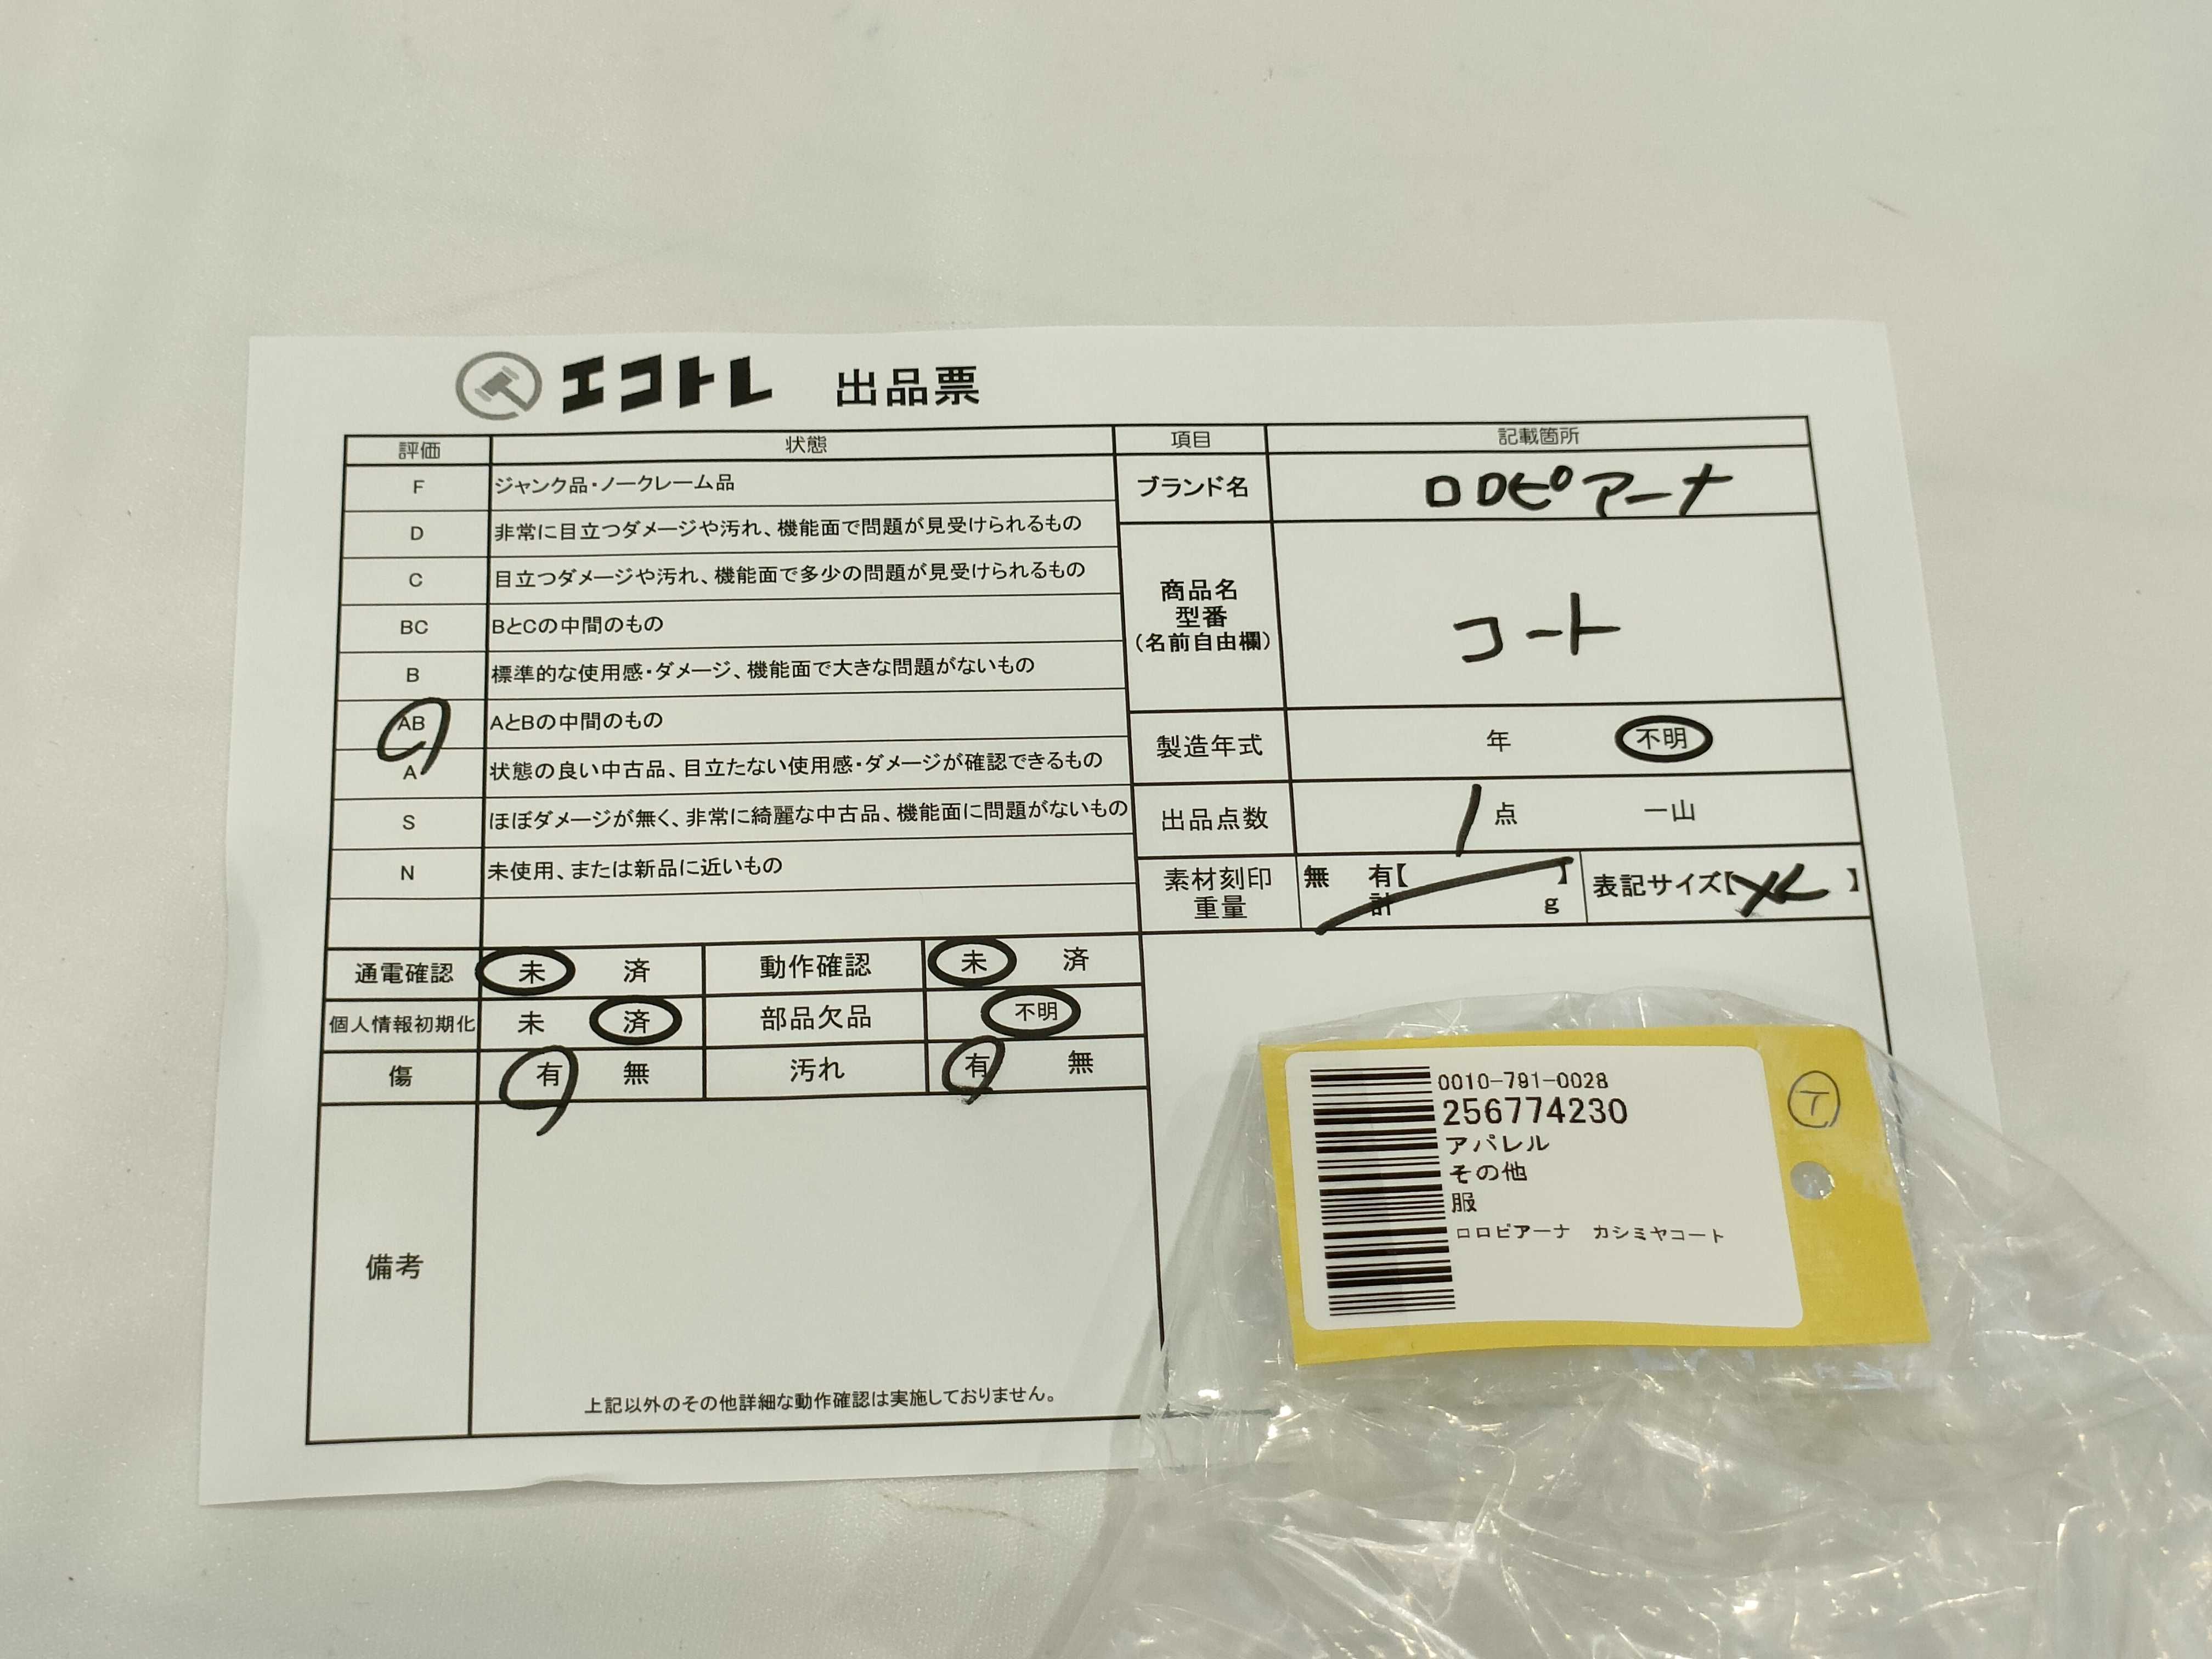 エコトレ 出品票
評価 状態 項目 記載箇所
F ジャンク品・ノークレーム品
D 非常に目立つダメージや汚れ、機能面で問題が見受けられるもの
C 目立つダメージや汚れ、機能面で多少の問題が見受けられるもの
BC BとCの中間のもの
B 標準的な使用感・ダメージ、機能面で大きな問題がないもの
AB AとBの中間のもの
A 状態の良い中古品、目立たない使用感・ダメージが確認できるもの
S ほぼダメージが無く、非常に綺麗な中古品、機能面に問題がないもの
N 未使用、または新品に近いもの
ブランド名 ロロピアーナ
商品名
型番
(名前自由欄)
コート
製造年式 年 不明
出品点数 1 点 一山
素材刻印
重量
無 有【 】
計 g
表記サイズ【XL 】
通電確認 未 済 動作確認 未 済
個人情報初期化 未 済 部品欠品 不明
傷 有 無 汚れ 有 無
備考
上記以外のその他詳細な動作確認は実施しておりません。
0010-791-0028
256774230
アパレル
その他
服
ロロピアーナ カシミヤコート
T